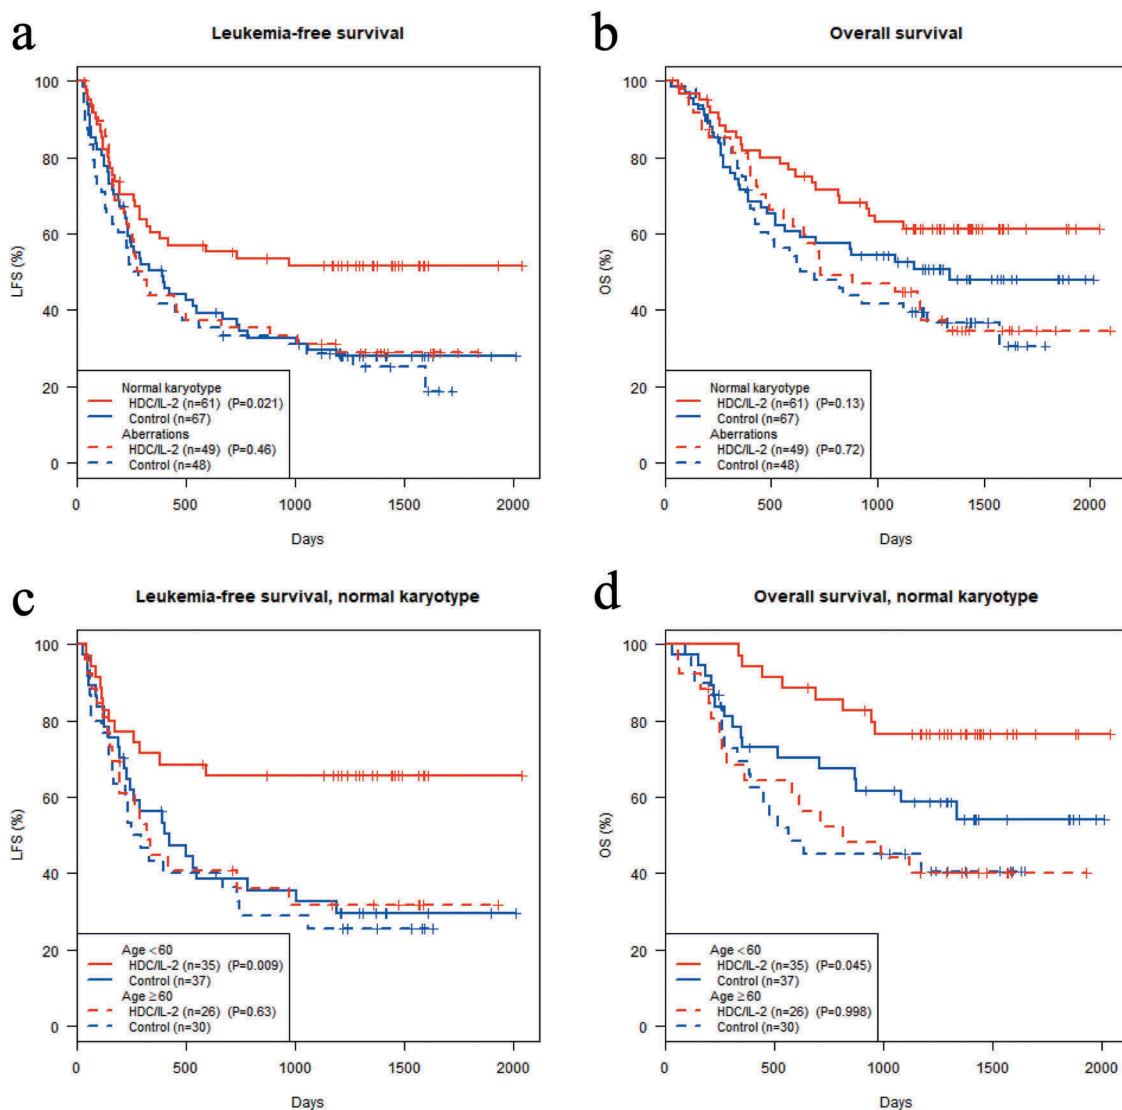 a
Leukemia-free survival
LFS (%)
100
80
60
40
20
0
Normal karyotype
HDC/IL-2 (n=61) (P=0.021)
Control (n=67)
Aberrations
HDC/IL-2 (n=49) (P=0.46)
Control (n=48)
0 500 1000 1500 2000
Days
b
Overall survival
OS (%)
100
80
60
40
20
0
Normal karyotype
HDC/IL-2 (n=61) (P=0.13)
Control (n=67)
Aberrations
HDC/IL-2 (n=49) (P=0.72)
Control (n=48)
0 500 1000 1500 2000
Days
c
Leukemia-free survival, normal karyotype
LFS (%)
100
80
60
40
20
0
Age <60
HDC/IL-2 (n=35) (P=0.009)
Control (n=37)
Age ≥60
HDC/IL-2 (n=26) (P=0.63)
Control (n=30)
0 500 1000 1500 2000
Days
d
Overall survival, normal karyotype
OS (%)
100
80
60
40
20
0
Age <60
HDC/IL-2 (n=35) (P=0.045)
Control (n=37)
Age ≥60
HDC/IL-2 (n=26) (P=0.998)
Control (n=30)
0 500 1000 1500 2000
Days